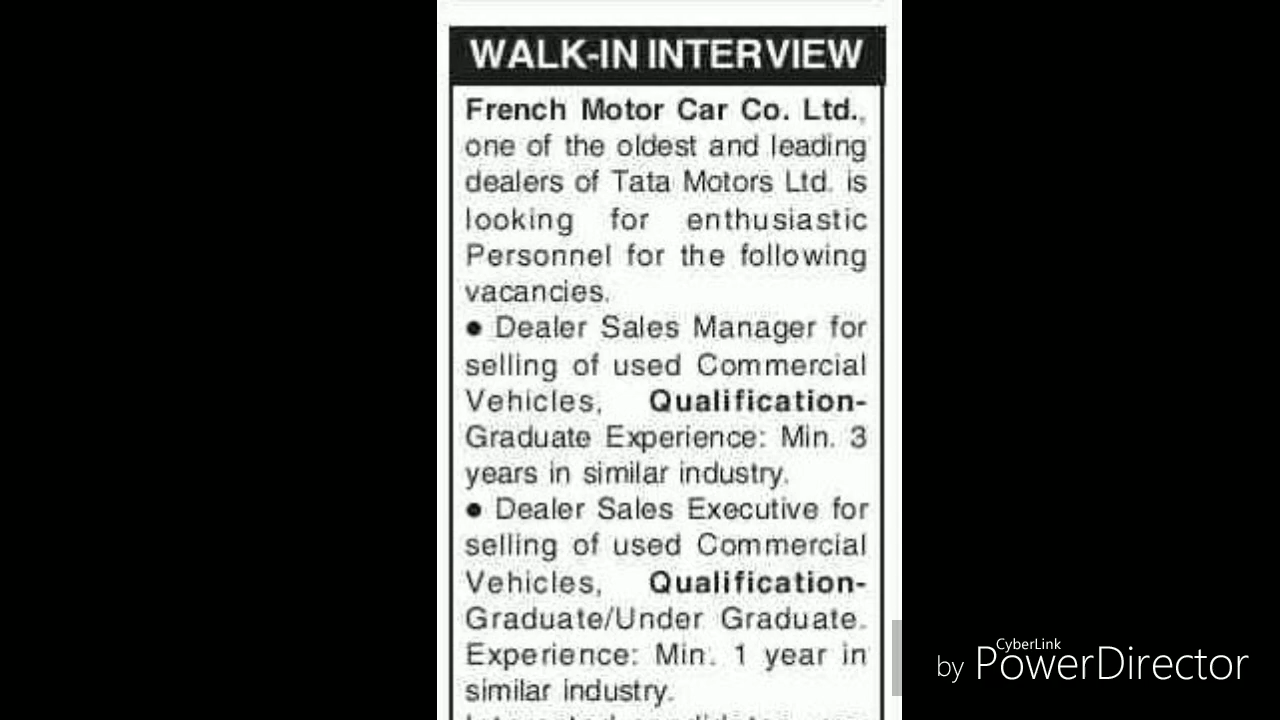 WALK-IN INTERVIEW
French Motor Car Co. Ltd.,
one of the oldest and leading
dealers of Tata Motors Ltd. is
looking for enthusiastic
Personnel for the following
vacancies.
● Dealer Sales Manager for
selling of used Commercial
Vehicles, Qualification-
Graduate Experience: Min. 3
years in similar industry.
● Dealer Sales Executive for
selling of used Commercial
Vehicles, Qualification-
Graduate/Under Graduate.
Experience: Min. 1 year in
similar industry.
CyberLink
by PowerDirector